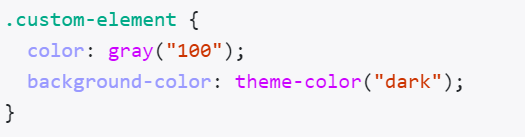 .custom-element {
  color: gray("100");
  background-color: theme-color("dark");
}